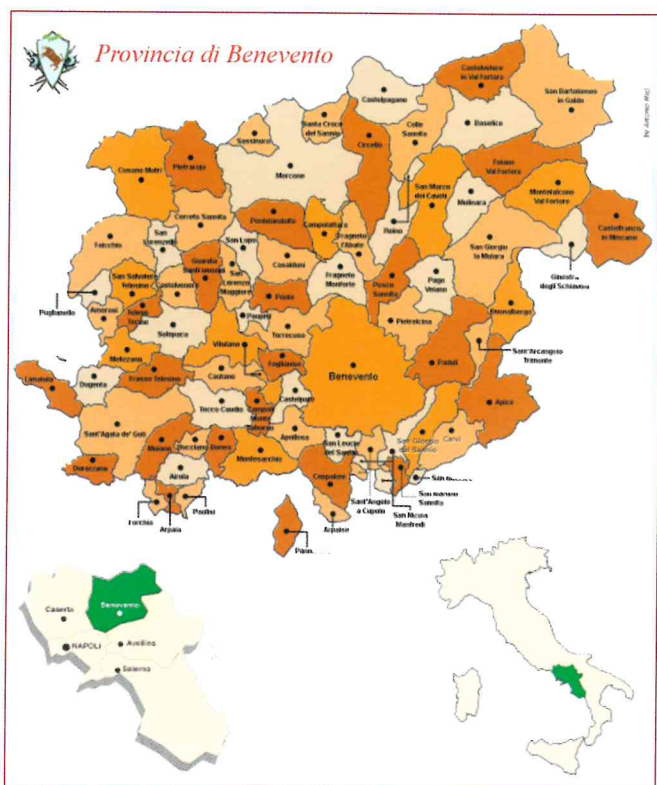 Provincia di Benevento
Castelvetere
in Val Fortore
San Bartolomeo
in Galdo
Castelpagano
Santa Croce
del Sannio
Colle
Sannita
Baselice
Sassinoro
Circello
Cusano Mutri
Pietraroja
Morcone
Foiano
Val Fortore
San Marco
dei Cavoti
Molinara
Montefalcone
Val Fortore
Castelfranco
in Miscano
Cerreto Sannita
Pontelandolfo
Campolattaro
Reino
Fragneto
l'Abate
San Giorgio
la Molara
Faicchio
San
Lorenzello
San Lupo
Casalduni
Guardia
Sanframondi
San
Lorenzo
Maggiore
Fragneto
Monforte
Pesco
Sannita
Pago
Veiano
Ginestra
degli Schiavoni
San Salvatore
Telesino
Castelvenere
Ponte
Buonalbergo
Puglianello
Amorosi
Telese
Terme
Paupisi
Pietrelcina
Solopaca
Vitulano
Torrecuso
Sant'Arcangelo
Trimonte
Melizzano
Foglianise
Benevento
Paduli
Limatola
Dugenta
Frasso Telesino
Cautano
Apice
Tocco Caudio
Campoli
Monte
Taburno
Castelpoto
Sant'Agata de' Goti
Moiano
Bucciano
Bonea
Apollosa
San Leucio
del Sannio
San Giorgio
del Sannio
Calvi
Durazzano
Airola
Montesarchio
Ceppaloni
Forchia
Arpaia
Paolisi
Arpaise
Sant'Angelo
a Cupolo
San Nicola
Manfredi
San Martino
Sannita
Caserta
Benevento
NAPOLI
Avellino
Salerno